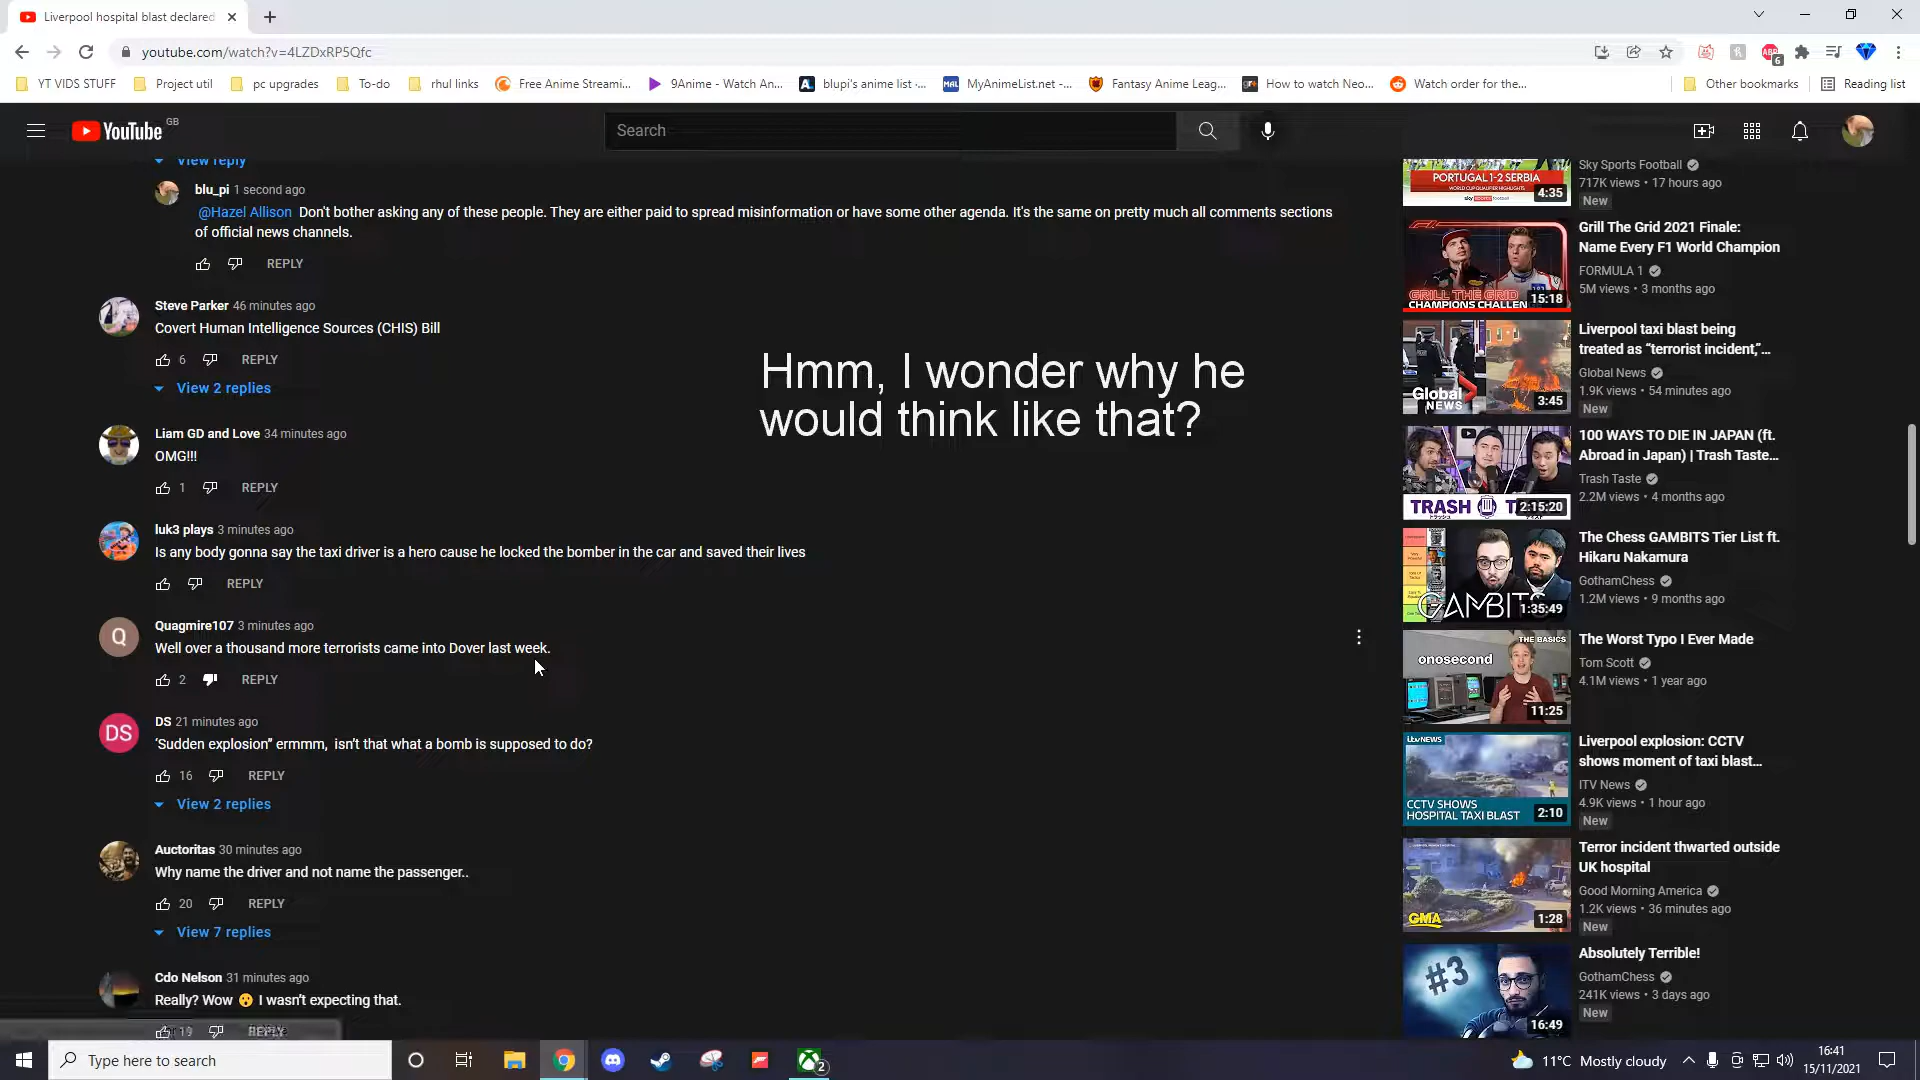 Liverpool hospital blast declared
youtube.com/watch?v=4LZDxRP5Qfc
YT VIDS STUFF
Project util
pc upgrades
To-do
rhul links
Free Anime Streami...
9Anime - Watch An...
blupi's anime list -...
MyAnimeList.net -...
Fantasy Anime Leag...
How to watch Neo...
Watch order for the...
Other bookmarks
Reading list
YouTube GB
Search
View reply
blu_pi 1 second ago
@Hazel Allison Don't bother asking any of these people. They are either paid to spread misinformation or have some other agenda. It's the same on pretty much all comments sections
of official news channels.
REPLY
Steve Parker 46 minutes ago
Covert Human Intelligence Sources (CHIS) Bill
6 REPLY
View 2 replies
Hmm, I wonder why he
would think like that?
Liam GD and Love 34 minutes ago
OMG!!!
1 REPLY
luk3 plays 3 minutes ago
Is any body gonna say the taxi driver is a hero cause he locked the bomber in the car and saved their lives
REPLY
Q
Quagmire107 3 minutes ago
Well over a thousand more terrorists came into Dover last week.
2 REPLY
DS
DS 21 minutes ago
‘Sudden explosion” ermmm, isn’t that what a bomb is supposed to do?
16 REPLY
View 2 replies
Auctoritas 30 minutes ago
Why name the driver and not name the passenger..
20 REPLY
View 7 replies
Cdo Nelson 31 minutes ago
Really? Wow 😮 I wasn’t expecting that.
19 REPLY
PORTUGAL 1-2 SERBIA
4:35
Sky Sports Football
717K views • 17 hours ago
New
GRILL THE GRID
CHAMPIONS CHALLEN
15:18
Grill The Grid 2021 Finale:
Name Every F1 World Champion
FORMULA 1
5M views • 3 months ago
Global
NEWS
3:45
Liverpool taxi blast being
treated as “terrorist incident,”...
Global News
1.9K views • 54 minutes ago
New
TRASH T
2:15:20
100 WAYS TO DIE IN JAPAN (ft.
Abroad in Japan) | Trash Taste...
Trash Taste
2.2M views • 4 months ago
GAMBITS
1:35:49
The Chess GAMBITS Tier List ft.
Hikaru Nakamura
GothamChess
1.2M views • 9 months ago
THE BASICS
onosecond
11:25
The Worst Typo I Ever Made
Tom Scott
4.1M views • 1 year ago
itv NEWS
CCTV SHOWS
HOSPITAL TAXI BLAST
2:10
Liverpool explosion: CCTV
shows moment of taxi blast...
ITV News
4.9K views • 1 hour ago
New
GMA
1:28
Terror incident thwarted outside
UK hospital
Good Morning America
1.2K views • 36 minutes ago
New
#3
16:49
Absolutely Terrible!
GothamChess
241K views • 3 days ago
New
Type here to search
2
11°C Mostly cloudy
16:41
15/11/2021